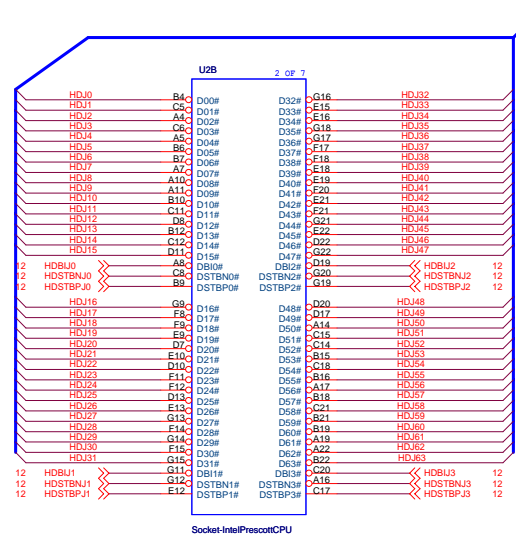 U2B 2 OF 7
HDJ0 B4 D00# D32# G16 HDJ32
HDJ1 C5 D01# D33# E15 HDJ33
HDJ2 A4 D02# D34# E16 HDJ34
HDJ3 C6 D03# D35# G18 HDJ35
HDJ4 A5 D04# D36# G17 HDJ36
HDJ5 B6 D05# D37# F17 HDJ37
HDJ6 B7 D06# D38# F18 HDJ38
HDJ7 A7 D07# D39# E18 HDJ39
HDJ8 A10 D08# D40# E19 HDJ40
HDJ9 A11 D09# D41# F20 HDJ41
HDJ10 B10 D10# D42# E21 HDJ42
HDJ11 C11 D11# D43# F21 HDJ43
HDJ12 D8 D12# D44# G21 HDJ44
HDJ13 B12 D13# D45# E22 HDJ45
HDJ14 C12 D14# D46# D22 HDJ46
HDJ15 D11 D15# D47# G22 HDJ47
12 HDBIJ0 A8 DBI0# DBI2# D19 HDBIJ2 12
12 HDSTBNJ0 C8 DSTBN0# DSTBN2# G20 HDSTBNJ2 12
12 HDSTBPJ0 B9 DSTBP0# DSTBP2# G19 HDSTBPJ2 12
HDJ16 G9 D16# D48# D20 HDJ48
HDJ17 F8 D17# D49# D17 HDJ49
HDJ18 F9 D18# D50# A14 HDJ50
HDJ19 E9 D19# D51# C15 HDJ51
HDJ20 D7 D20# D52# C14 HDJ52
HDJ21 E10 D21# D53# B15 HDJ53
HDJ22 D10 D22# D54# C18 HDJ54
HDJ23 F11 D23# D55# B16 HDJ55
HDJ24 F12 D24# D56# A17 HDJ56
HDJ25 D13 D25# D57# B18 HDJ57
HDJ26 E13 D26# D58# C21 HDJ58
HDJ27 G13 D27# D59# B21 HDJ59
HDJ28 F14 D28# D60# B19 HDJ60
HDJ29 G14 D29# D61# A19 HDJ61
HDJ30 F15 D30# D62# A22 HDJ62
HDJ31 G15 D31# D63# B22 HDJ63
12 HDBIJ1 G11 DBI1# DBI3# C20 HDBIJ3 12
12 HDSTBNJ1 G12 DSTBN1# DSTBN3# A16 HDSTBNJ3 12
12 HDSTBPJ1 E12 DSTBP1# DSTBP3# C17 HDSTBPJ3 12
Socket-IntelPrescottCPU